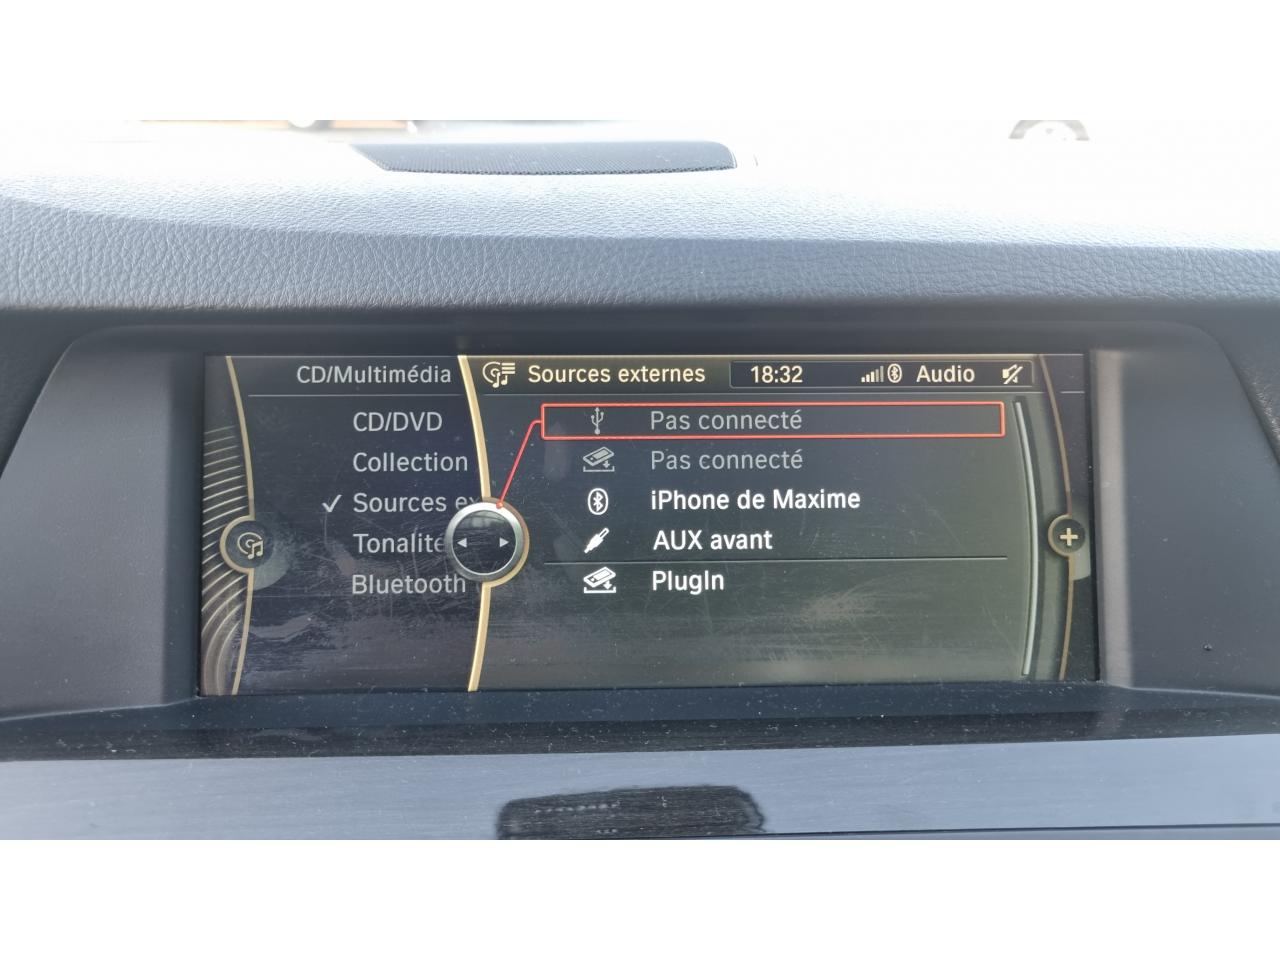 CD/Multimédia
CD/DVD
Collection
Sources ex
Tonalité
Bluetooth
Sources externes 18:32 Audio
Pas connecté
Pas connecté
iPhone de Maxime
AUX avant
PlugIn